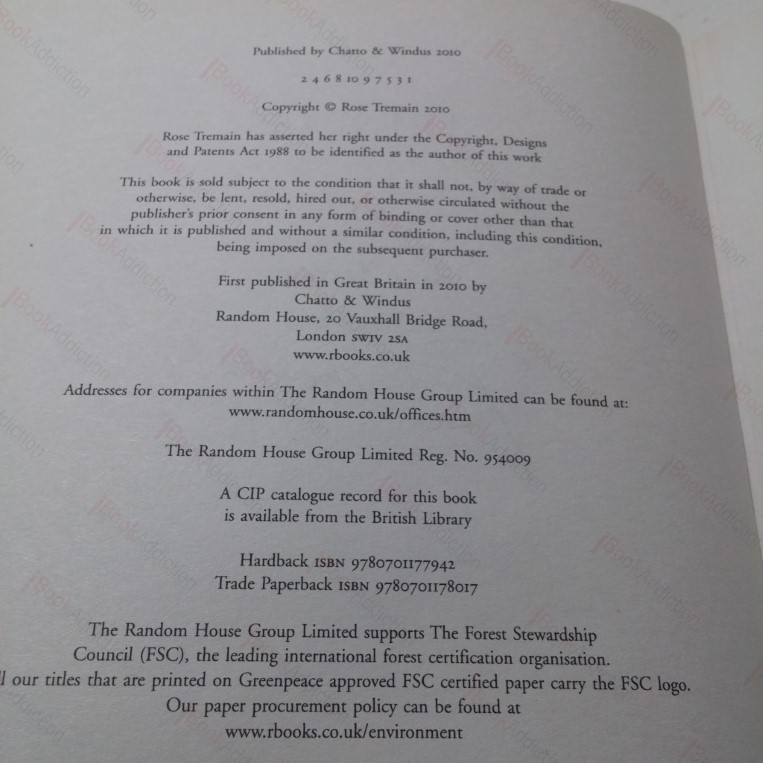 Published by Chatto & Windus 2010
2 4 6 8 10 9 7 5 3 1
Copyright © Rose Tremain 2010
Rose Tremain has asserted her right under the Copyright, Designs
and Patents Act 1988 to be identified as the author of this work
This book is sold subject to the condition that it shall not, by way of trade or
otherwise, be lent, resold, hired out, or otherwise circulated without the
publisher's prior consent in any form of binding or cover other than that
in which it is published and without a similar condition, including this condition,
being imposed on the subsequent purchaser.
First published in Great Britain in 2010 by
Chatto & Windus
Random House, 20 Vauxhall Bridge Road,
London SW1V 2SA
www.rbooks.co.uk
Addresses for companies within The Random House Group Limited can be found at:
www.randomhouse.co.uk/offices.htm
The Random House Group Limited Reg. No. 954009
A CIP catalogue record for this book
is available from the British Library
Hardback ISBN 9780701177942
Trade Paperback ISBN 9780701178017
The Random House Group Limited supports The Forest Stewardship
Council (FSC), the leading international forest certification organisation.
our titles that are printed on Greenpeace approved FSC certified paper carry the FSC logo.
Our paper procurement policy can be found at
www.rbooks.co.uk/environment